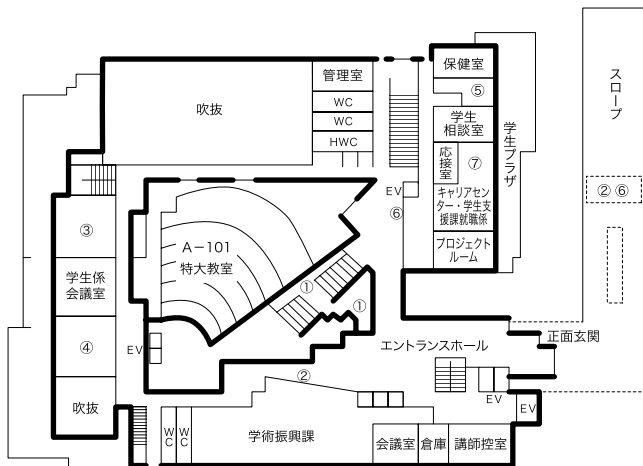 保健室
管理室
⑤
スロープ
吹抜
WC
WC
学生
相談室
HWC
応接室
⑦
学生プラザ
EV
キャリアセン
ター・学生支
援課就職係
② ⑥
⑥
③
A－101
特大教室
プロジェクト
ルーム
学生係
会議室
①
①
④
EV
エントランスホール
正面玄関
②
EV
吹抜
EV
WC
WC
学術振興課
会議室
倉庫
講師控室